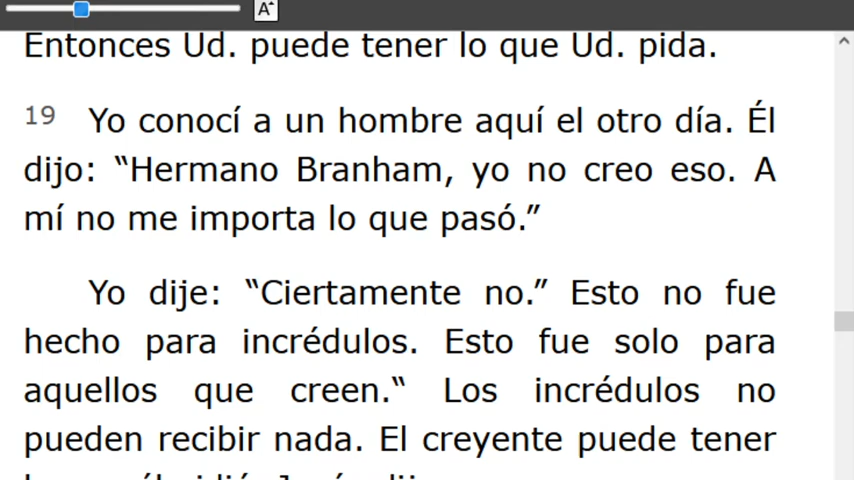 A
Entonces Ud. puede tener lo que Ud. pida.
19 Yo conocí a un hombre aquí el otro día. Él
dijo: “Hermano Branham, yo no creo eso. A
mí no me importa lo que pasó.”
Yo dije: “Ciertamente no.” Esto no fue
hecho para incrédulos. Esto fue solo para
aquellos que creen.“ Los incrédulos no
pueden recibir nada. El creyente puede tener